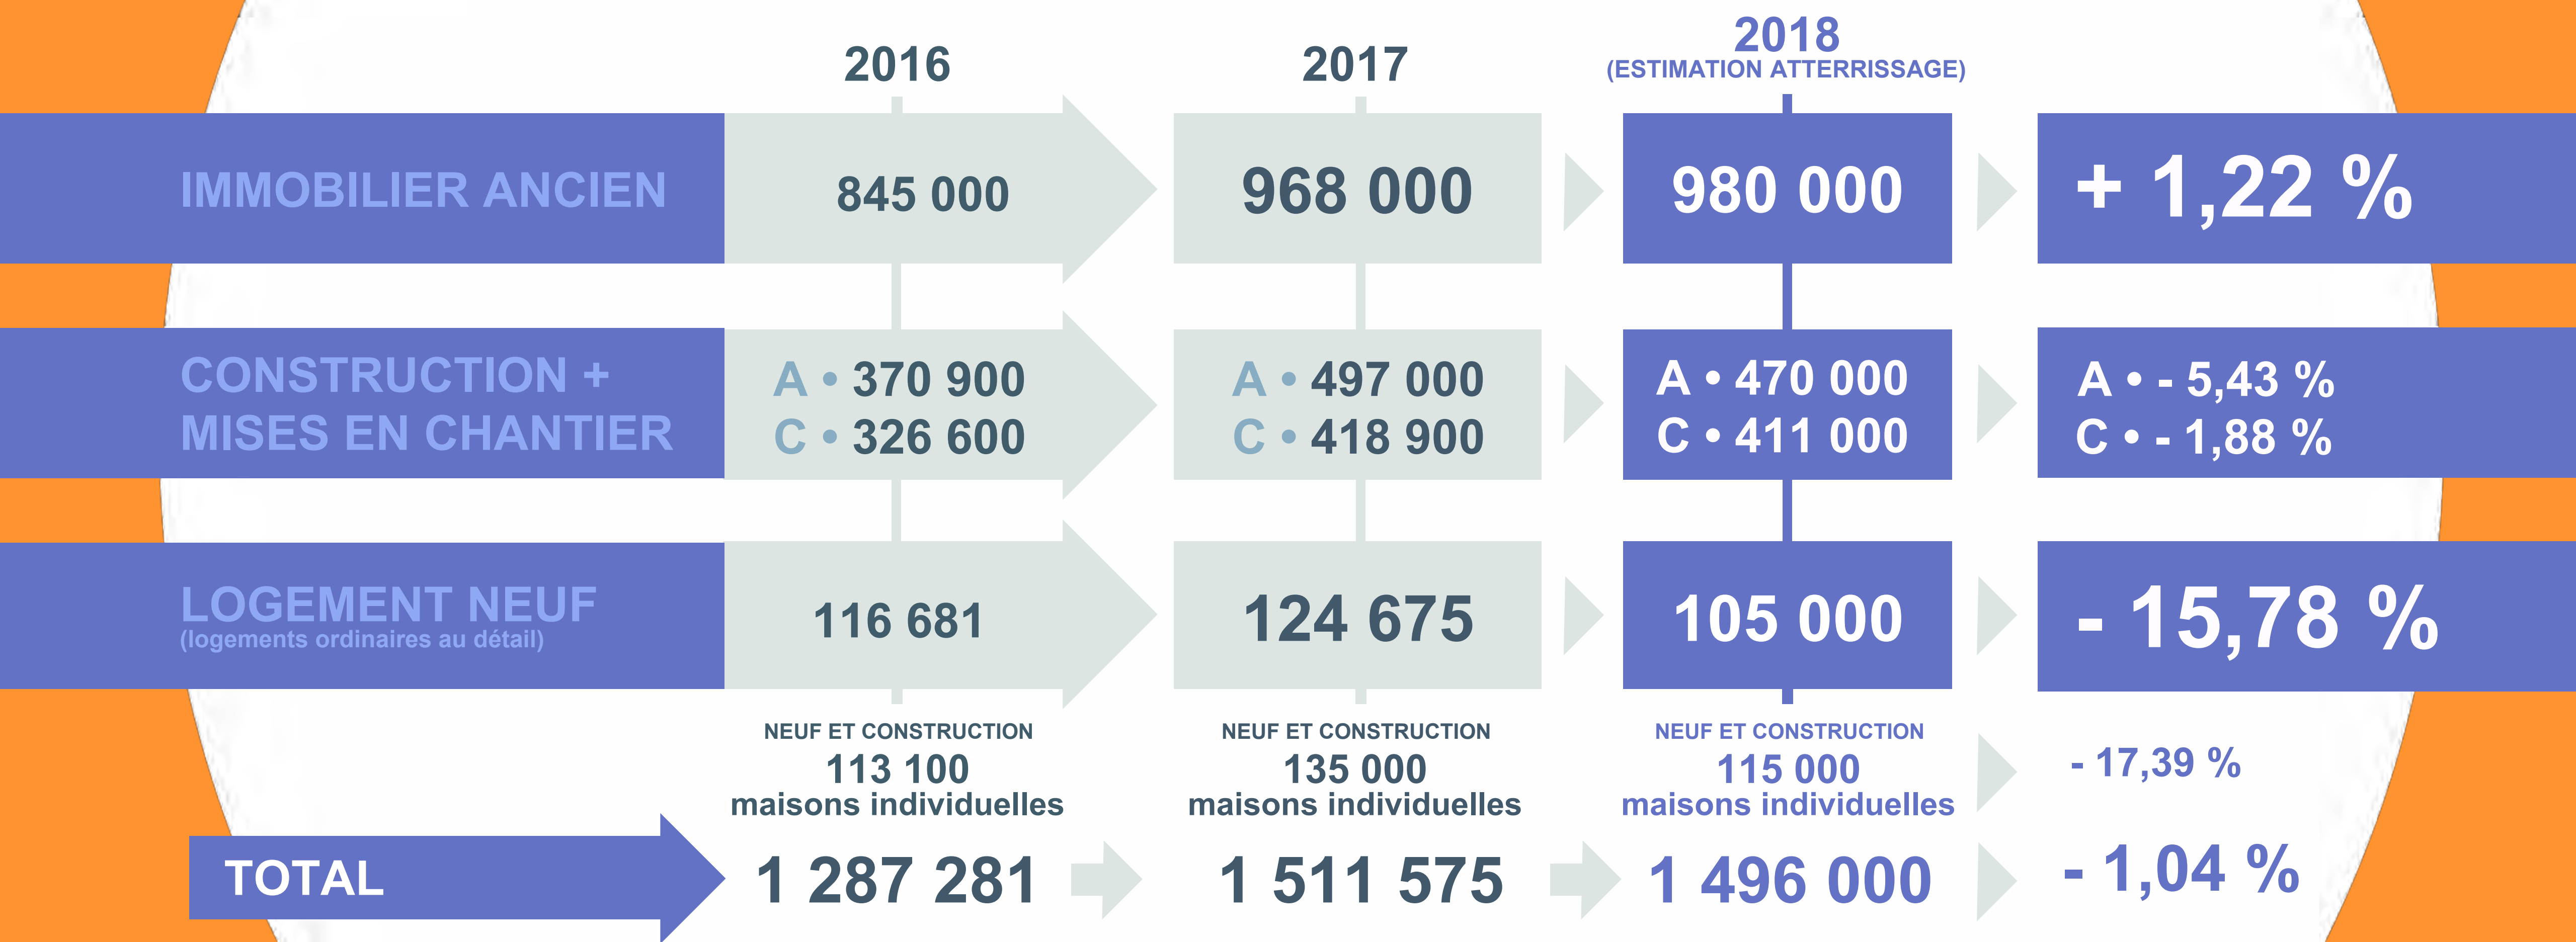 2016
2017
2018
(ESTIMATION ATTERRISSAGE)
IMMOBILIER ANCIEN
845 000
968 000
980 000
+ 1,22 %
CONSTRUCTION +
MISES EN CHANTIER
A • 370 900
C • 326 600
A • 497 000
C • 418 900
A • 470 000
C • 411 000
A • - 5,43 %
C • - 1,88 %
LOGEMENT NEUF
(logements ordinaires au détail)
116 681
124 675
105 000
- 15,78 %
NEUF ET CONSTRUCTION
113 100
maisons individuelles
NEUF ET CONSTRUCTION
135 000
maisons individuelles
NEUF ET CONSTRUCTION
115 000
maisons individuelles
- 17,39 %
TOTAL
1 287 281
1 511 575
1 496 000
- 1,04 %